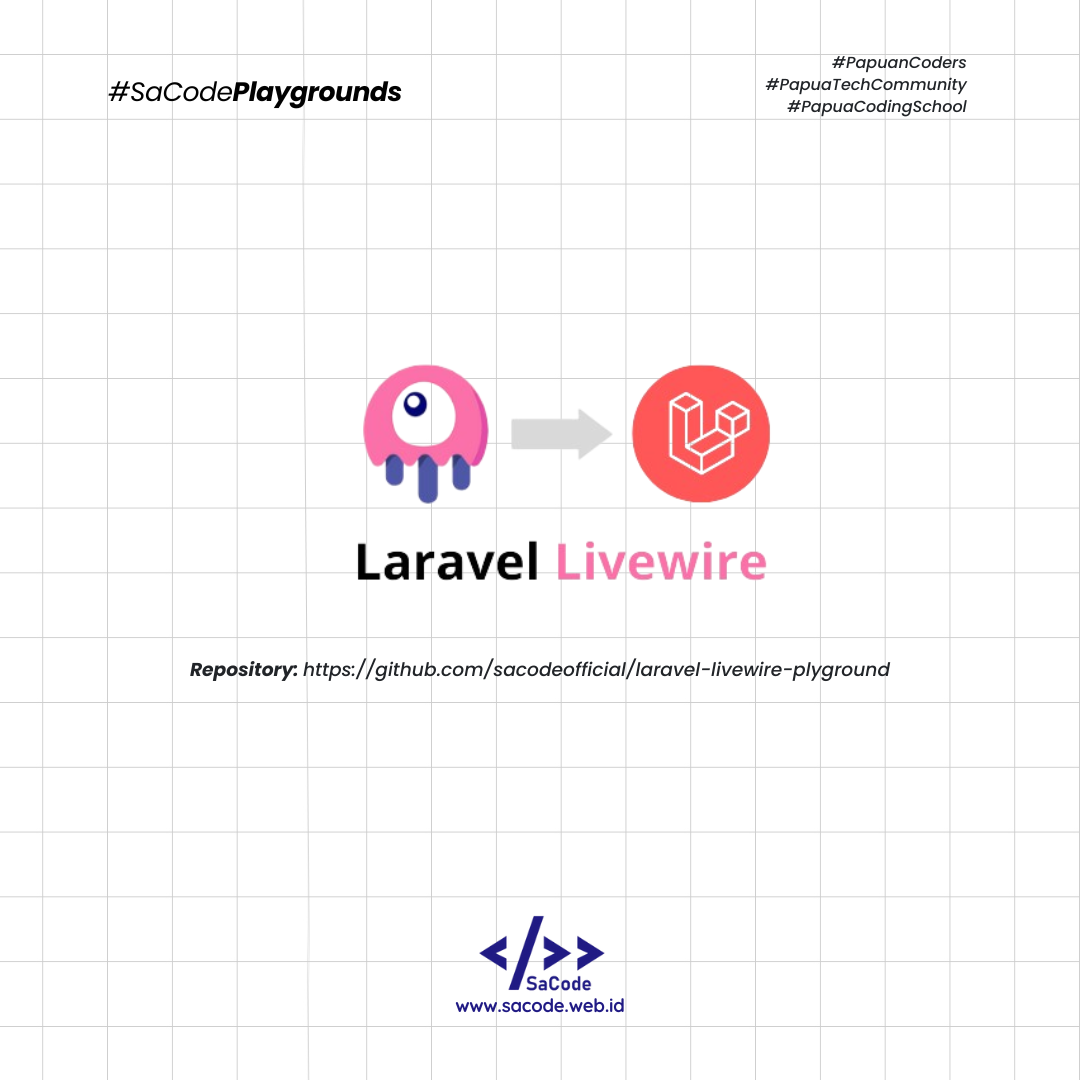 #SaCodePlaygrounds
#PapuanCoders
#PapuaTechCommunity
#PapuaCodingSchool
Laravel Livewire
Repository: https://github.com/sacodeofficial/laravel-livewire-plyground
</>>
SaCode
www.sacode.web.id